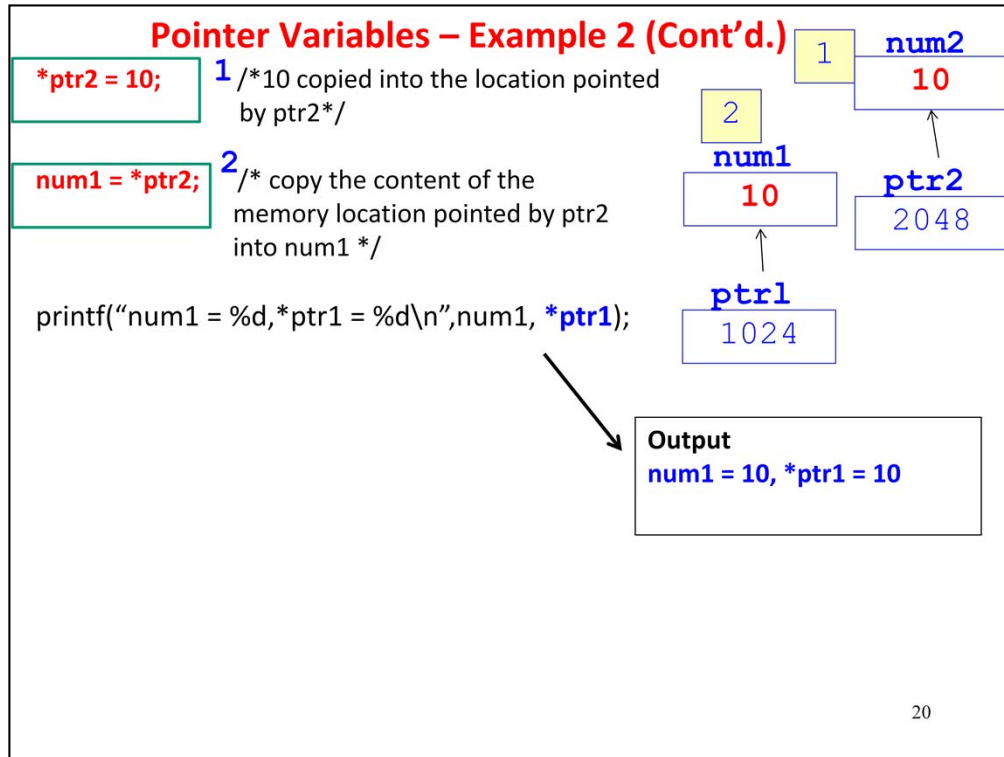 Pointer Variables – Example 2 (Cont'd.)
*ptr2 = 10;
1 /*10 copied into the location pointed
by ptr2*/
num1 = *ptr2;
2 /* copy the content of the
memory location pointed by ptr2
into num1 */
printf(“num1 = %d,*ptr1 = %d\n”,num1, *ptr1);
1
num2
10
2
num1
10
ptr2
2048
ptr1
1024
Output
num1 = 10, *ptr1 = 10
20